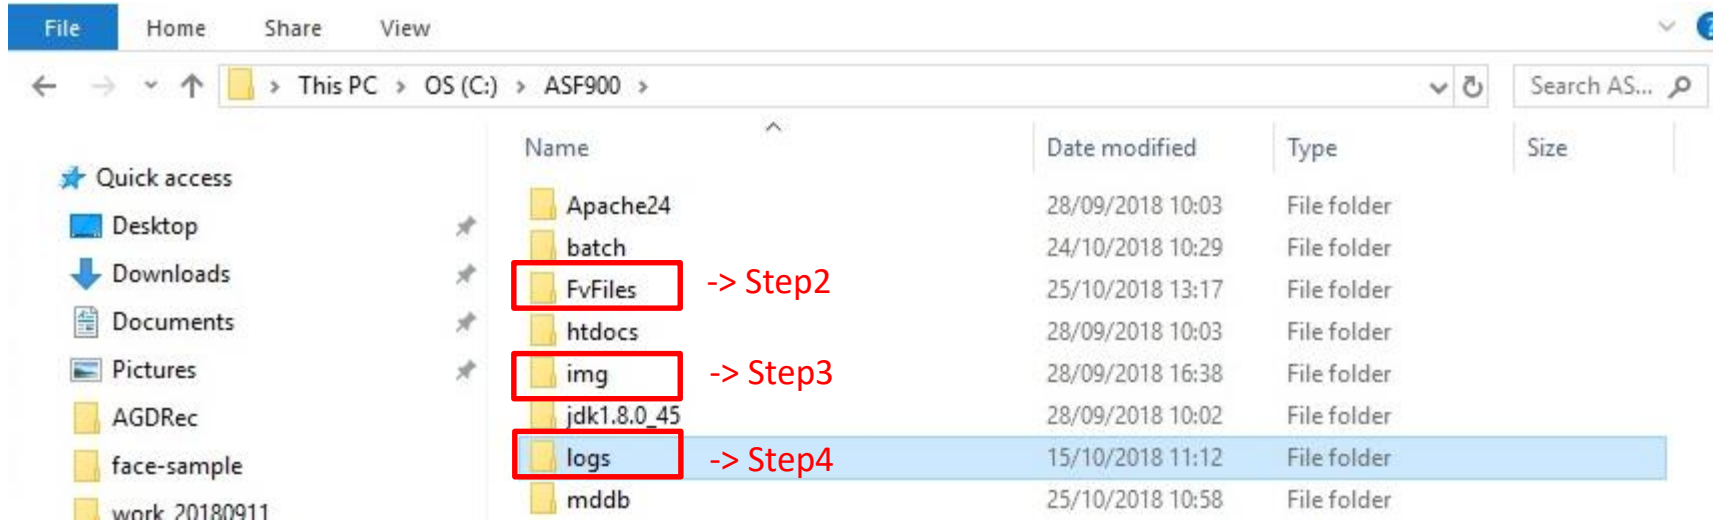 File Home Share View
This PC > OS (C:) > ASF900 > Search AS...
Name Date modified Type Size
Quick access
Desktop
Downloads
Documents
Pictures
AGDRec
face-sample
work_20180911
Apache24 28/09/2018 10:03 File folder
batch 24/10/2018 10:29 File folder
FvFiles -> Step2 25/10/2018 13:17 File folder
htdocs 28/09/2018 10:03 File folder
img -> Step3 28/09/2018 16:38 File folder
jdk1.8.0_45 28/09/2018 10:02 File folder
logs -> Step4 15/10/2018 11:12 File folder
mddb 25/10/2018 10:58 File folder